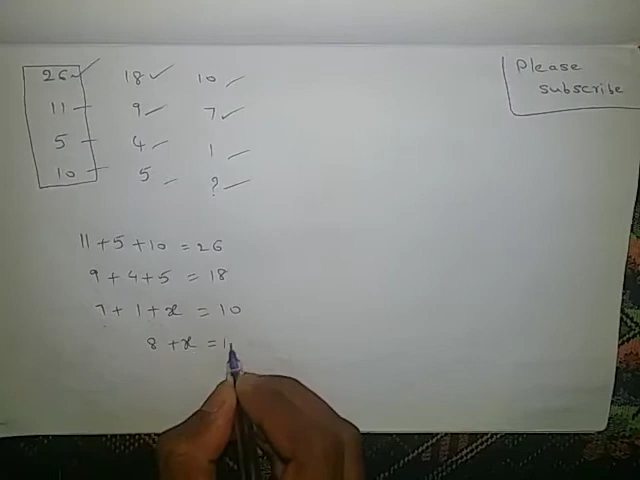 26 18 10
11 9 7
5 4 1
10 5 ?
Please
subscribe
11 + 5 + 10 = 26
9 + 4 + 5 = 18
7 + 1 + x = 10
8 + x = 1